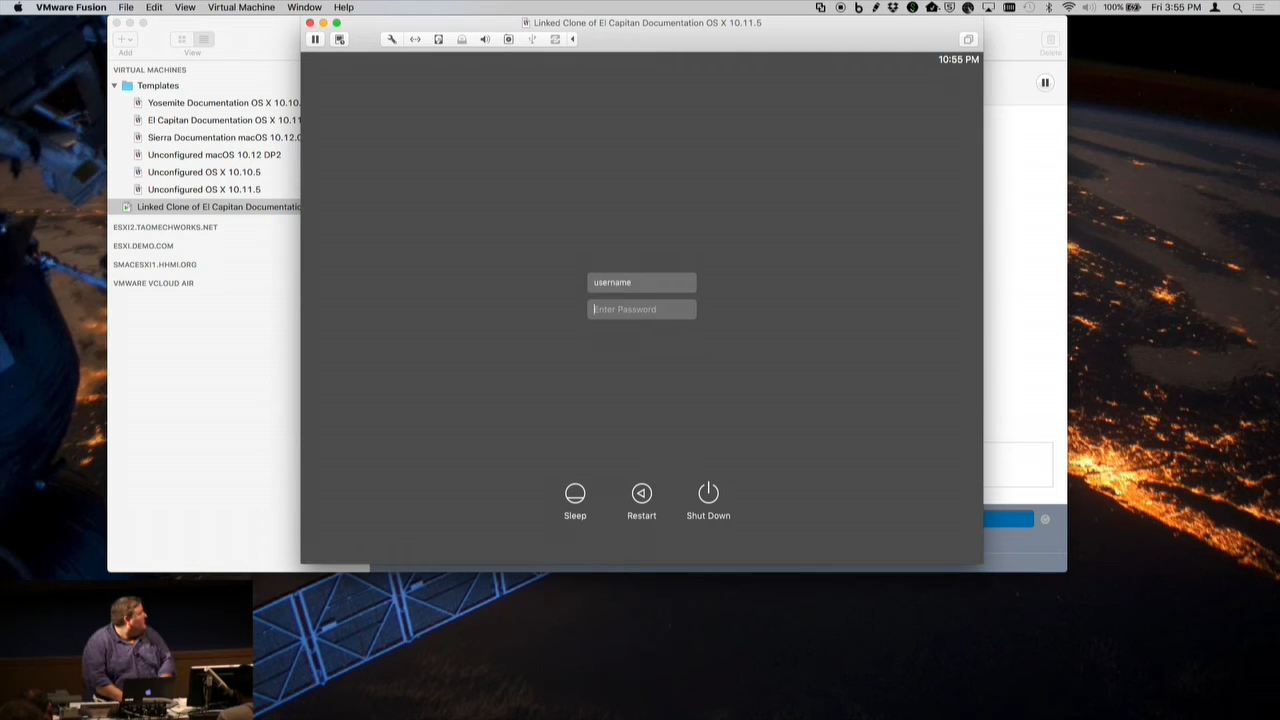 VMware Fusion File Edit View Virtual Machine Window Help 100% Fri 3:55 PM
Linked Clone of El Capitan Documentation OS X 10.11.5
Add View Delete
10:55 PM
VIRTUAL MACHINES
Templates
Yosemite Documentation OS X 10.10.
El Capitan Documentation OS X 10.11
Sierra Documentation macOS 10.12.0
Unconfigured macOS 10.12 DP2
Unconfigured OS X 10.10.5
Unconfigured OS X 10.11.5
Linked Clone of El Capitan Documentatio
ESXI2.TAOMECHWORKS.NET
ESXI.DEMO.COM
SMACESXI1.HHMI.ORG
VMWARE VCLOUD AIR
username
Enter Password
Sleep Restart Shut Down